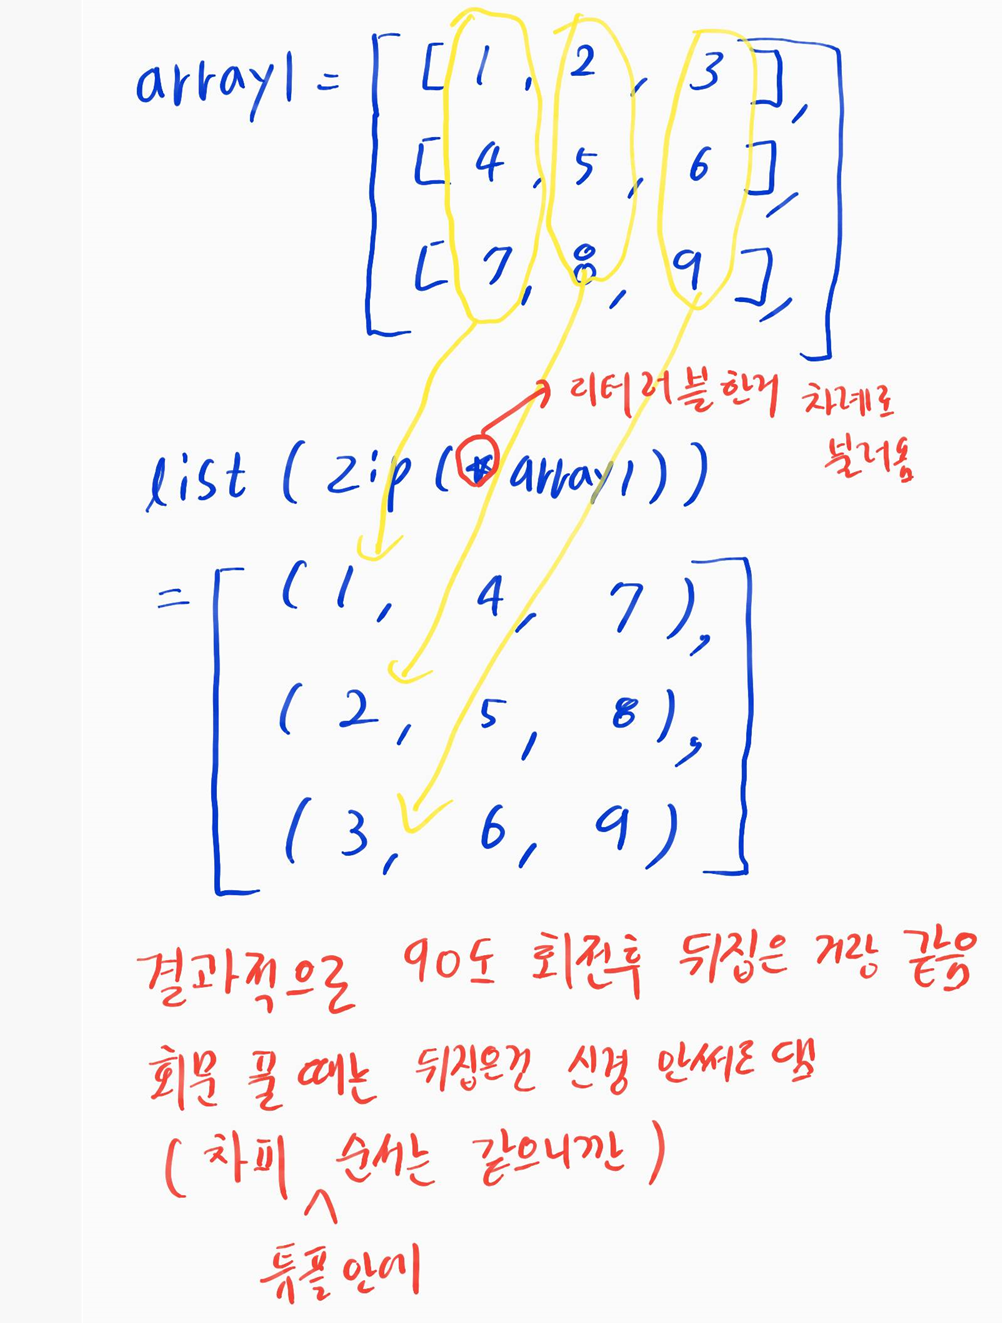 array1 = [ [ 1 , 2 , 3 ],
[ 4 , 5 , 6 ],
[ 7 , 8 , 9 ], ]
리터러블한거 차례로
불러옴
list ( zip ( * array1 ) )
= [ ( 1 , 4 , 7 ),
( 2 , 5 , 8 ),
( 3 , 6 , 9 ) ]
결과적으로 90도 회전후 뒤집은 거랑 같음
회문 풀 때는 뒤집은건 신경 안써도 댐
( 차피 ^ 순서는 같으니깐 )
튜플안에